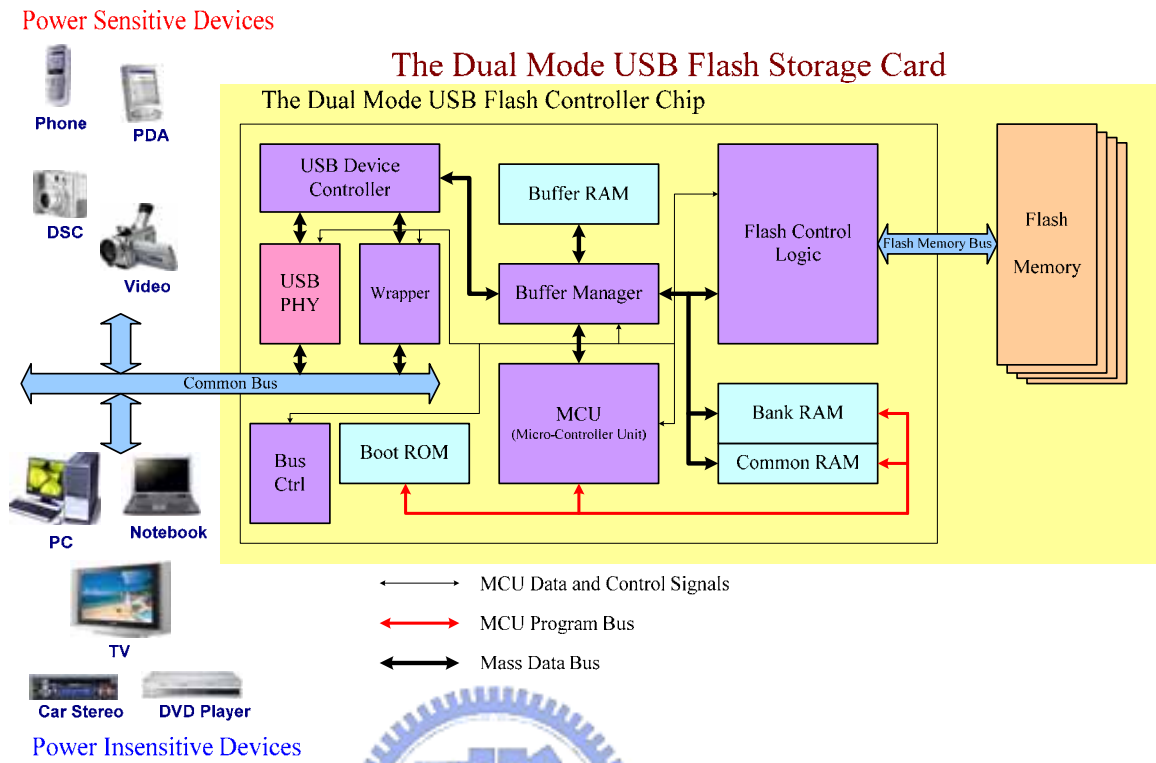 Power Sensitive Devices
Phone
PDA
DSC
Video
The Dual Mode USB Flash Storage Card
The Dual Mode USB Flash Controller Chip
USB Device
Controller
Buffer RAM
Flash Control
Logic
Flash Memory Bus
Flash
Memory
USB
PHY
Wrapper
Buffer Manager
Common Bus
MCU
(Micro-Controller Unit)
Bank RAM
Common RAM
Boot ROM
Bus
Ctrl
PC
Notebook
TV
Car Stereo
DVD Player
Power Insensitive Devices
MCU Data and Control Signals
MCU Program Bus
Mass Data Bus